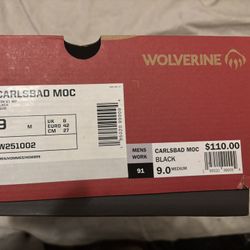 WOLVERINE
CARLSBAD MOC
BLACK
9 M
UK 8
EURO 42
CM 27
W251002
MENS
WORK
91
CARLSBAD MOC
BLACK
9.0 MEDIUM
$110.00